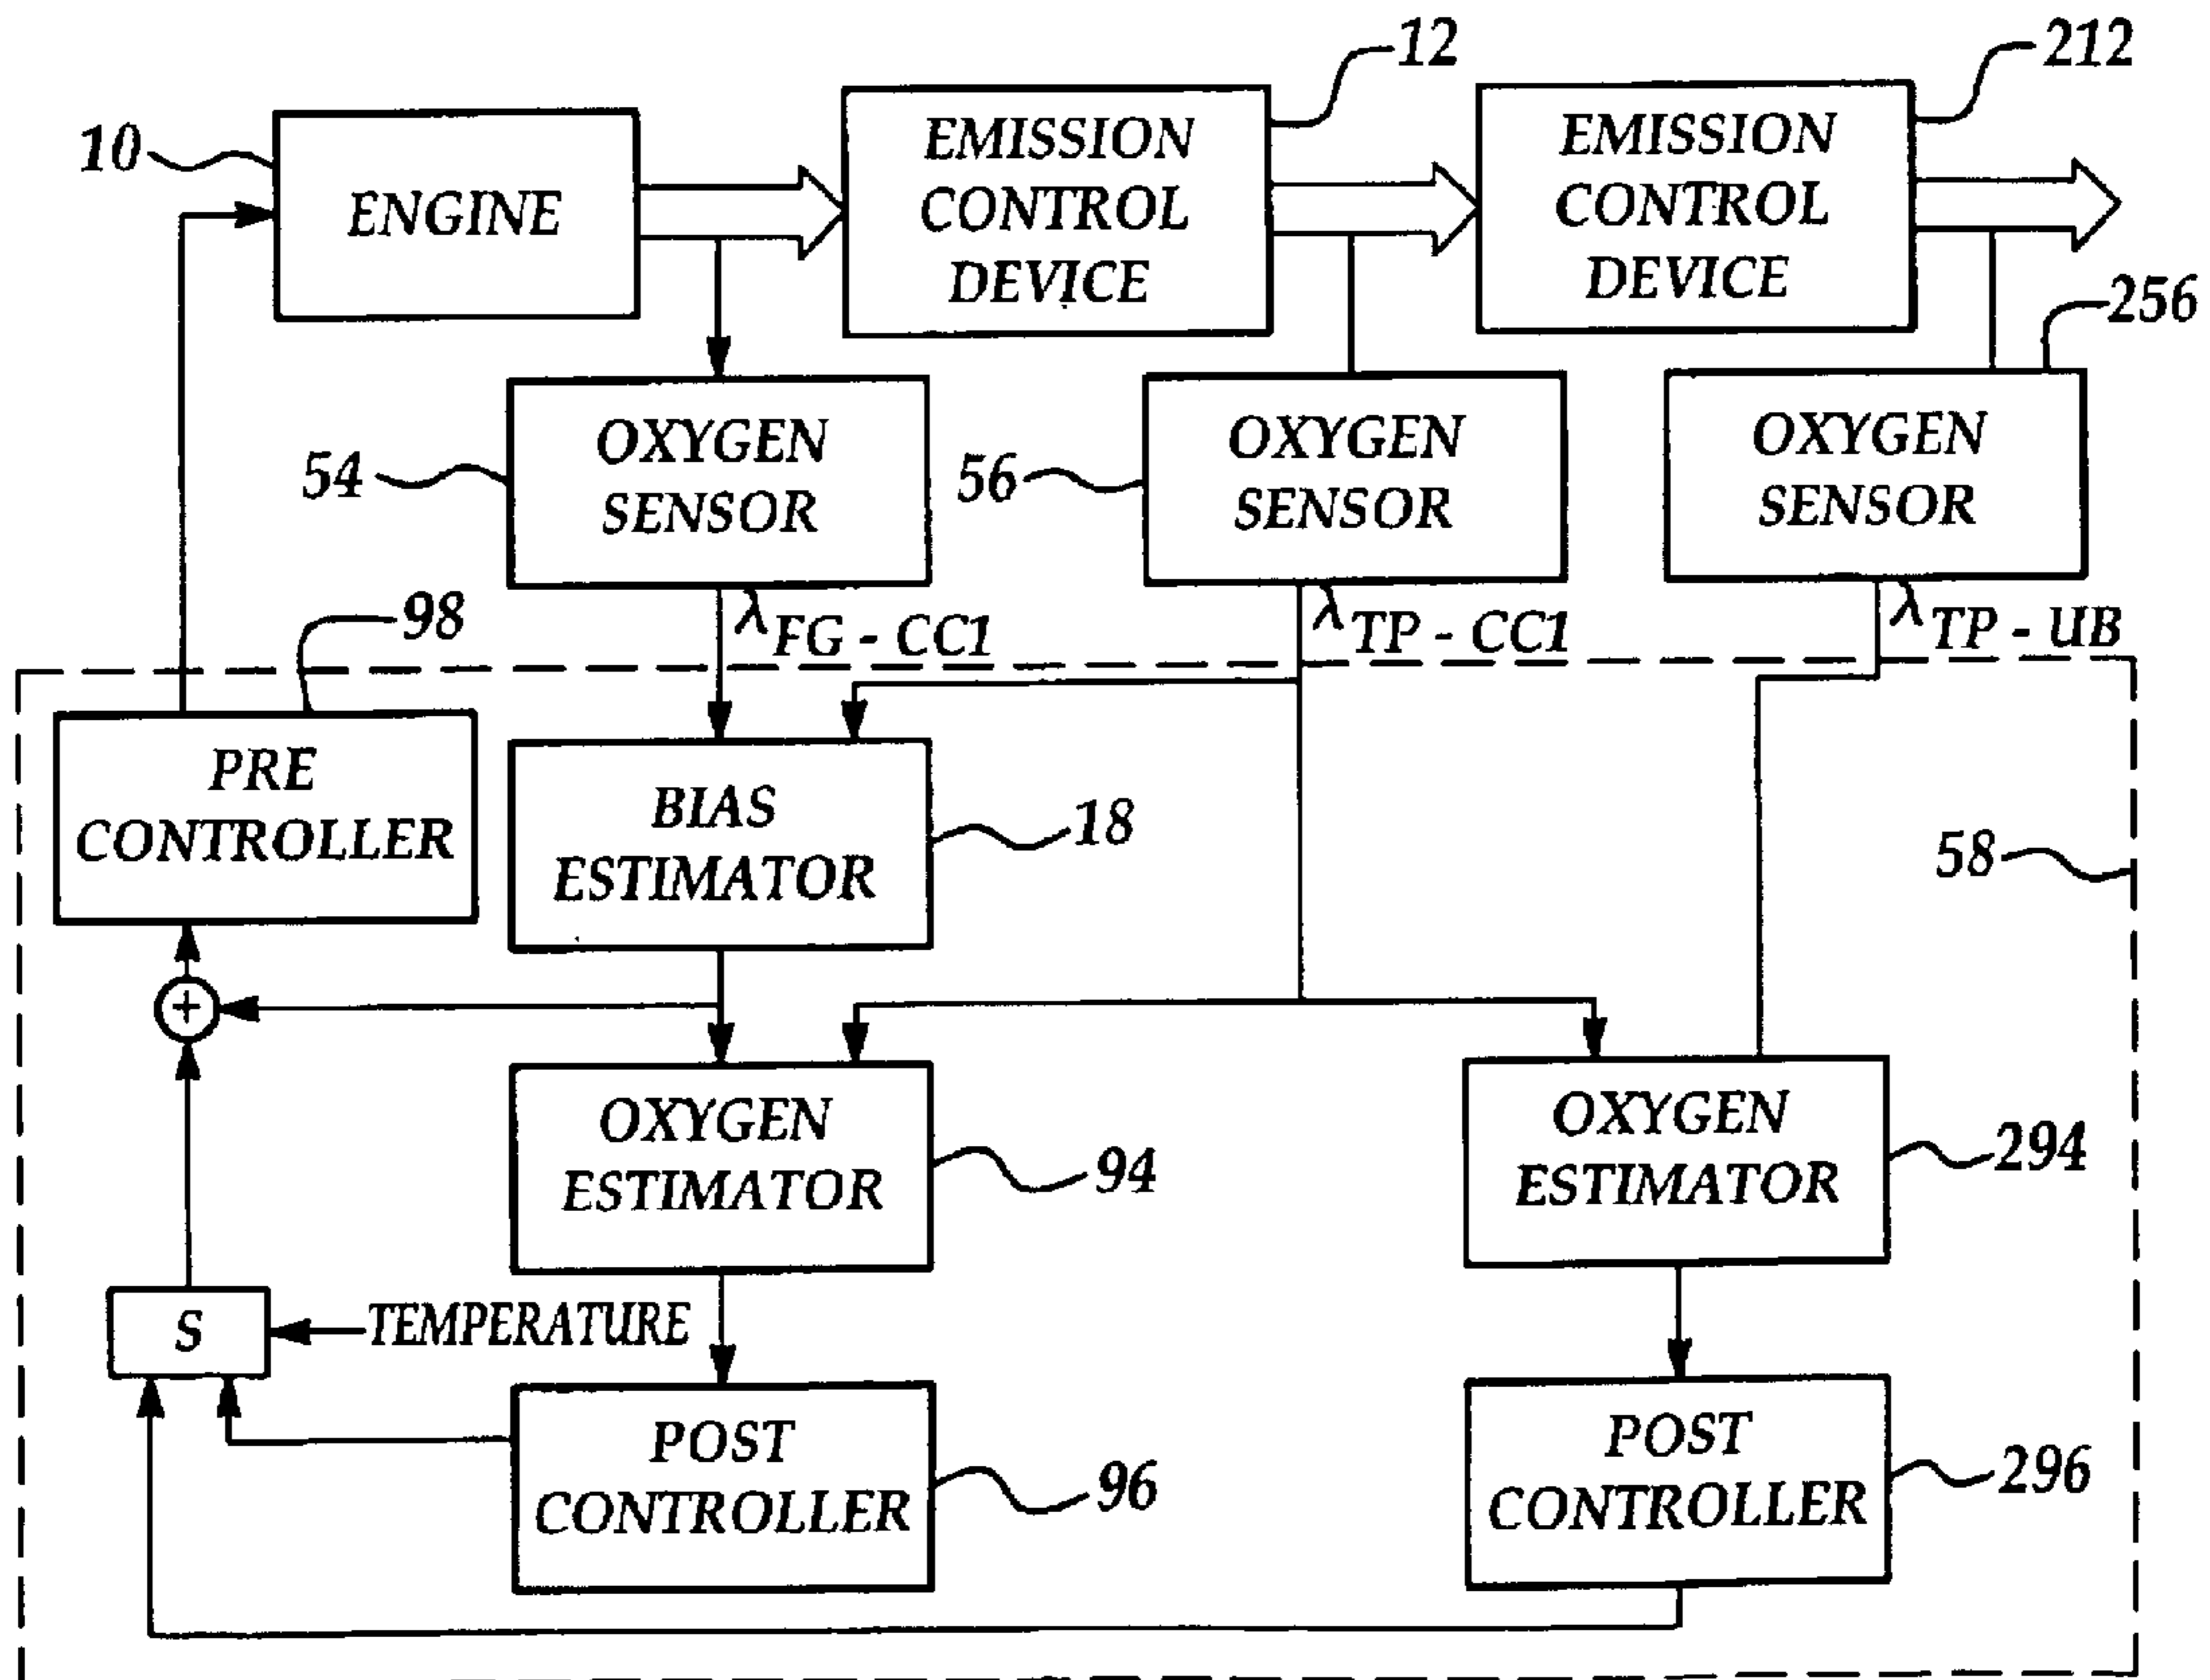 12
212
10
ENGINE
EMISSION
CONTROL
DEVICE
EMISSION
CONTROL
DEVICE
256
54
OXYGEN
SENSOR
56
OXYGEN
SENSOR
OXYGEN
SENSOR
98
λFG - CC1
λTP - CC1
λTP - UB
PRE
CONTROLLER
BIAS
ESTIMATOR
18
58
+
OXYGEN
ESTIMATOR
94
OXYGEN
ESTIMATOR
294
S
TEMPERATURE
POST
CONTROLLER
96
POST
CONTROLLER
296